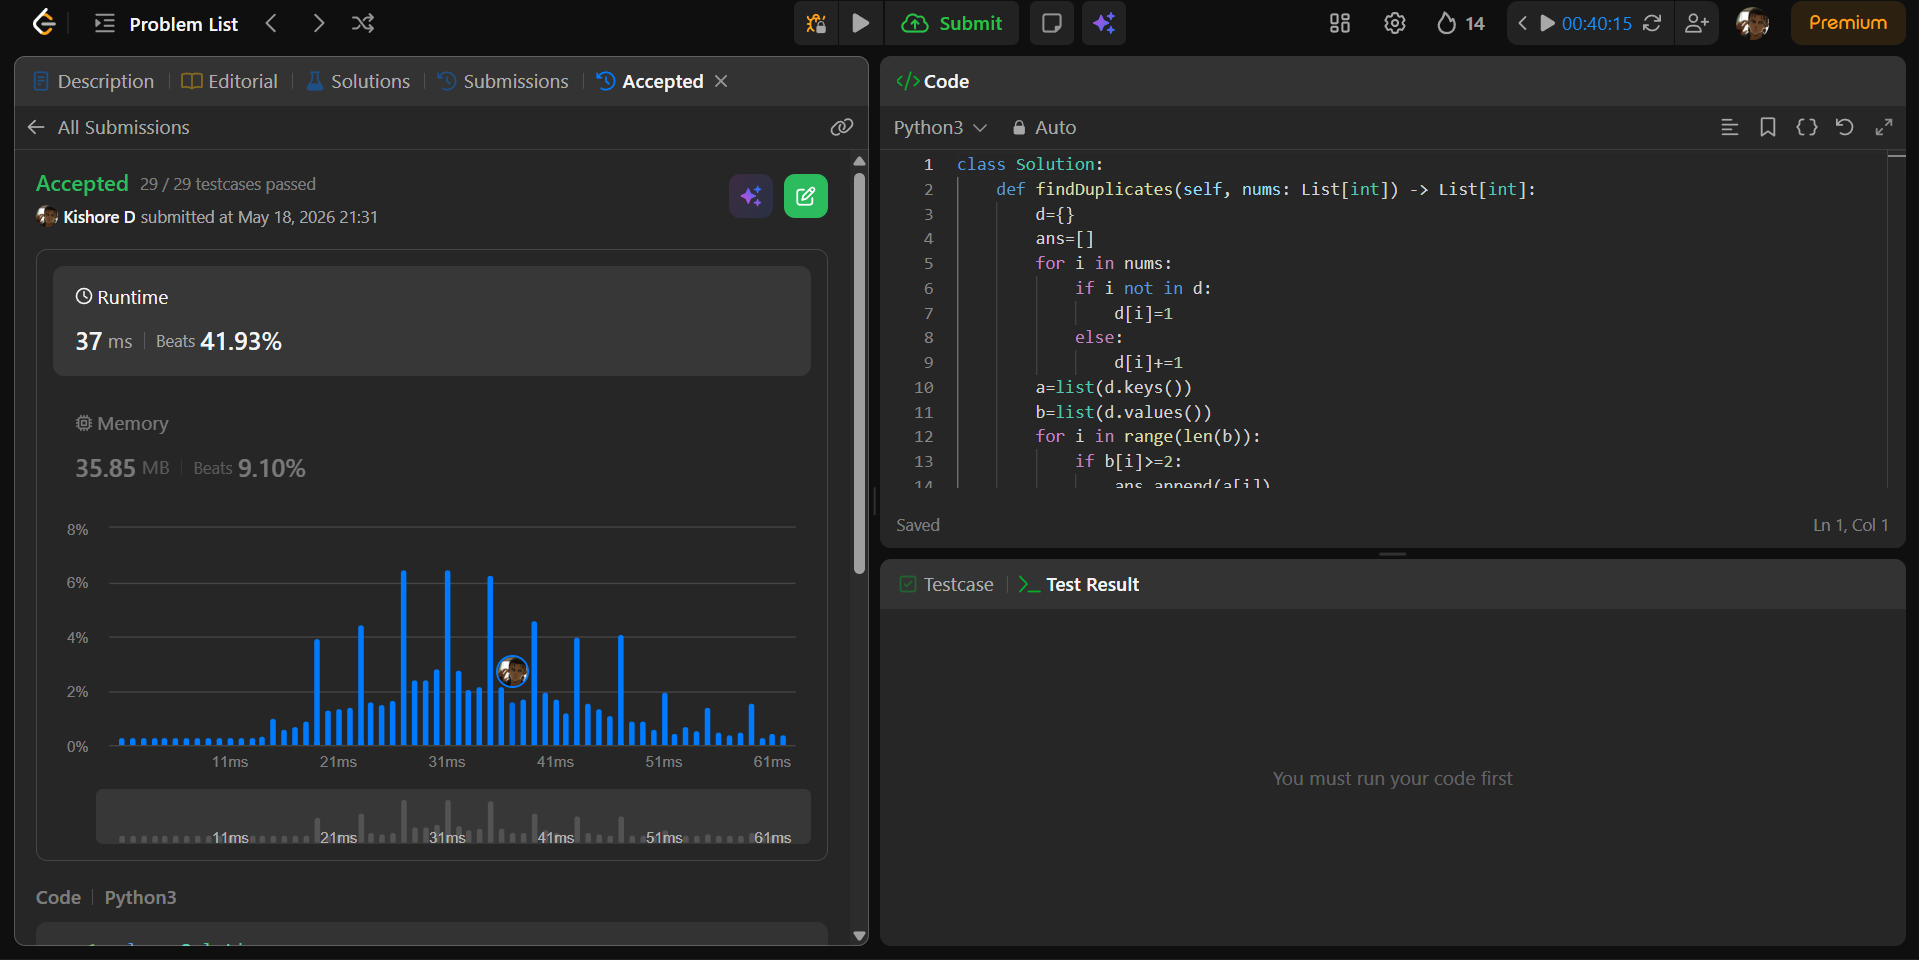 Problem List
Submit
14
00:40:15
Premium
Description
Editorial
Solutions
Submissions
Accepted
All Submissions
Accepted 29 / 29 testcases passed
Kishore D submitted at May 18, 2026 21:31
Runtime
37 ms Beats 41.93%
Memory
35.85 MB Beats 9.10%
8%
6%
4%
2%
0%
11ms 21ms 31ms 41ms 51ms 61ms
11ms 21ms 31ms 41ms 51ms 61ms
Code Python3
</> Code
Python3 Auto
1 class Solution:
2 def findDuplicates(self, nums: List[int]) -> List[int]:
3 d={}
4 ans=[]
5 for i in nums:
6 if i not in d:
7 d[i]=1
8 else:
9 d[i]+=1
10 a=list(d.keys())
11 b=list(d.values())
12 for i in range(len(b)):
13 if b[i]>=2:
14 ans.append(a[i])
Saved
Ln 1, Col 1
Testcase
Test Result
You must run your code first